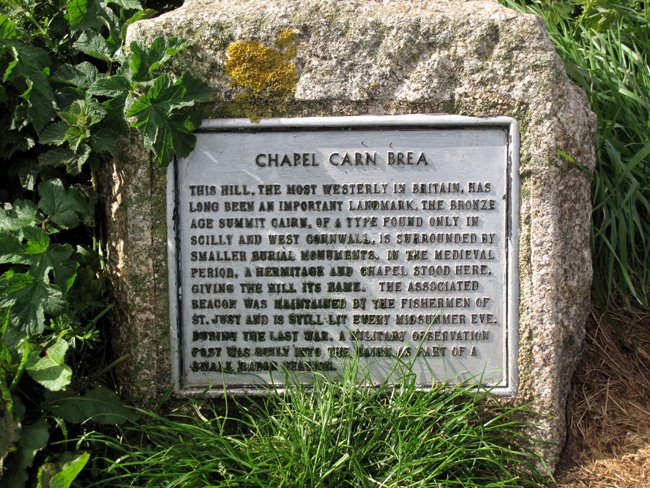 CHAPEL CARN BREA
THIS HILL, THE MOST WESTERLY IN BRITAIN, HAS
LONG BEEN AN IMPORTANT LANDMARK. THE BRONZE
AGE SUMMIT CAIRN, OF A TYPE FOUND ONLY IN
SCILLY AND WEST CORNWALL, IS SURROUNDED BY
SMALLER BURIAL MONUMENTS. IN THE MEDIEVAL
PERIOD, A HERMITAGE AND CHAPEL STOOD HERE,
GIVING THE HILL ITS NAME. THE ASSOCIATED
BEACON WAS MAINTAINED BY THE FISHERMEN OF
ST. JUST AND IS STILL LIT EVERY MIDSUMMER EVE.
DURING THE LAST WAR, A MILITARY OBSERVATION
POST WAS BUILT INTO THE CAIRN AS PART OF A
SMALL RADAR STATION.